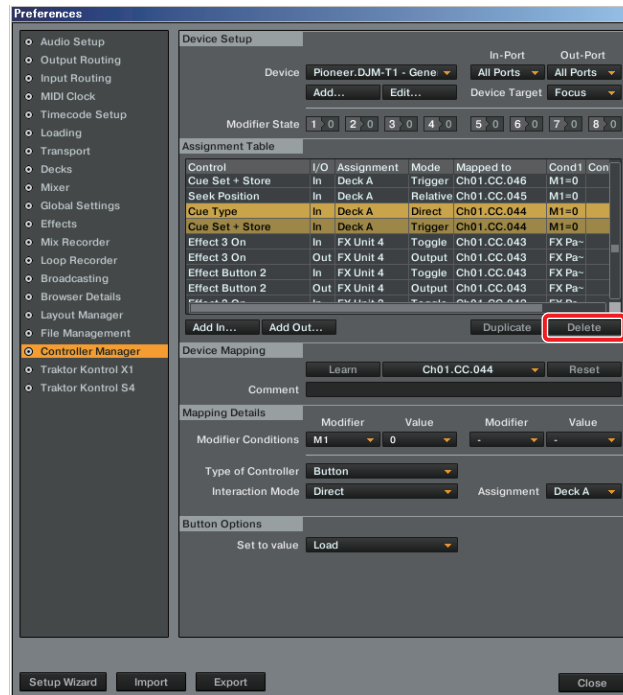 Preferences
Audio Setup
Output Routing
Input Routing
MIDI Clock
Timecode Setup
Loading
Transport
Decks
Mixer
Global Settings
Effects
Mix Recorder
Loop Recorder
Broadcasting
Browser Details
Layout Manager
File Management
Controller Manager
Traktor Kontrol X1
Traktor Kontrol S4
Device Setup
In-Port Out-Port
Device Pioneer.DJM-T1 - Gene All Ports All Ports
Add... Edit... Device Target Focus
Modifier State 1 0 2 0 3 0 4 0 5 0 6 0 7 0 8 0
Assignment Table
Control I/O Assignment Mode Mapped to Cond1 Con
Cue Set + Store In Deck A Trigger Ch01.CC.046 M1=0
Seek Position In Deck A Relative Ch01.CC.045 M1=0
Cue Type In Deck A Direct Ch01.CC.044 M1=0
Cue Set + Store In Deck A Trigger Ch01.CC.044 M1=0
Effect 3 On In FX Unit 4 Toggle Ch01.CC.043 FX Pa~
Effect 3 On Out FX Unit 4 Output Ch01.CC.043 FX Pa~
Effect Button 2 In FX Unit 4 Toggle Ch01.CC.043 FX Pa~
Effect Button 2 Out FX Unit 4 Output Ch01.CC.043 FX Pa~
Add In... Add Out... Duplicate Delete
Device Mapping
Learn Ch01.CC.044 Reset
Comment
Mapping Details
Modifier Value Modifier Value
Modifier Conditions M1 0 - -
Type of Controller Button
Interaction Mode Direct Assignment Deck A
Button Options
Set to value Load
Setup Wizard Import Export Close